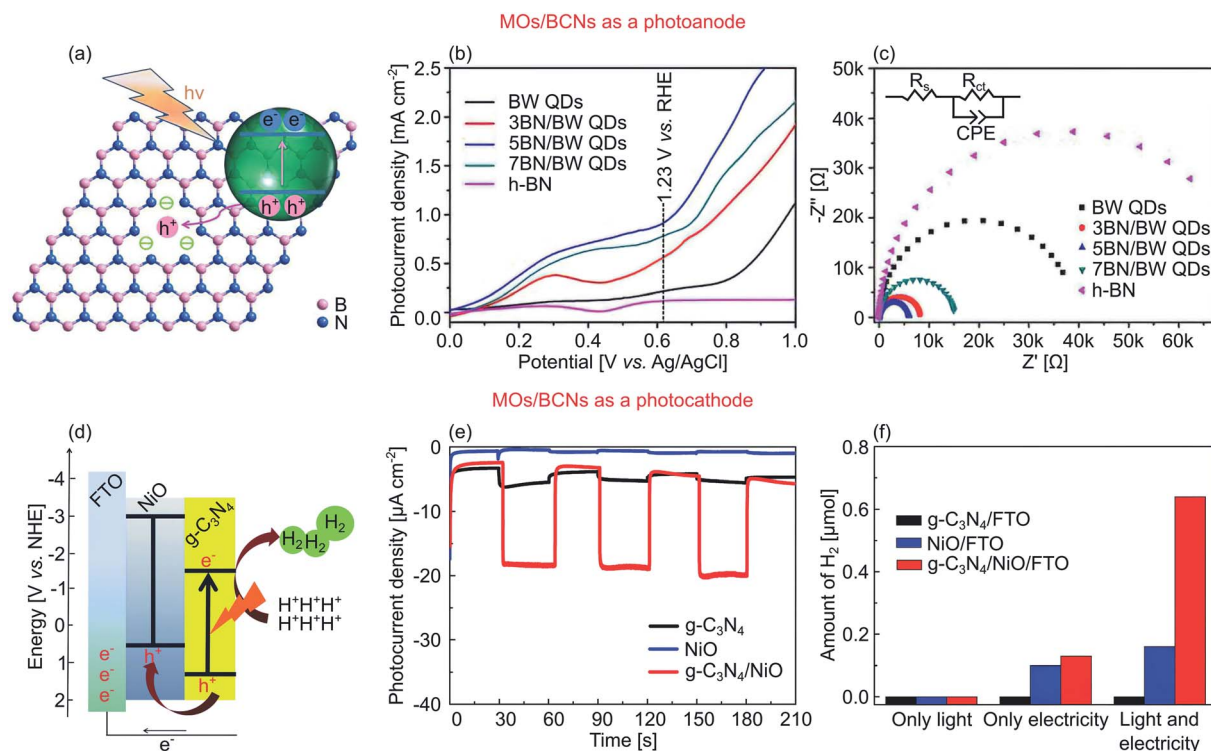 MOs/BCNs as a photoanode
(a)
hν
e⁻ e⁻
h⁺ h⁺
h⁺
⊖
⊖ ⊖
B
N
(b)
Photocurrent density [mA cm⁻²]
2.5
2.0
1.5
1.0
0.5
0.0
BW QDs
3BN/BW QDs
5BN/BW QDs
7BN/BW QDs
h-BN
1.23 V vs. RHE
0.0 0.2 0.4 0.6 0.8 1.0
Potential [V vs. Ag/AgCl]
(c)
-Z'' [Ω]
50k
40k
30k
20k
10k
0
Rs
Rct
CPE
BW QDs
3BN/BW QDs
5BN/BW QDs
7BN/BW QDs
h-BN
0 10k 20k 30k 40k 50k 60k
Z' [Ω]
MOs/BCNs as a photocathode
(d)
Energy [V vs. NHE]
-4
-3
-2
-1
0
1
2
FTO
NiO
g-C₃N₄
H₂ H₂ H₂
e⁻
H⁺H⁺H⁺
H⁺H⁺H⁺
e⁻
e⁻
e⁻
h⁺
h⁺
e⁻
(e)
Photocurrent density [µA cm⁻²]
0
-10
-20
-30
-40
g-C₃N₄
NiO
g-C₃N₄/NiO
0 30 60 90 120 150 180 210
Time [s]
(f)
Amount of H₂ [µmol]
0.8
0.6
0.4
0.2
0.0
g-C₃N₄/FTO
NiO/FTO
g-C₃N₄/NiO/FTO
Only light Only electricity Light and
electricity